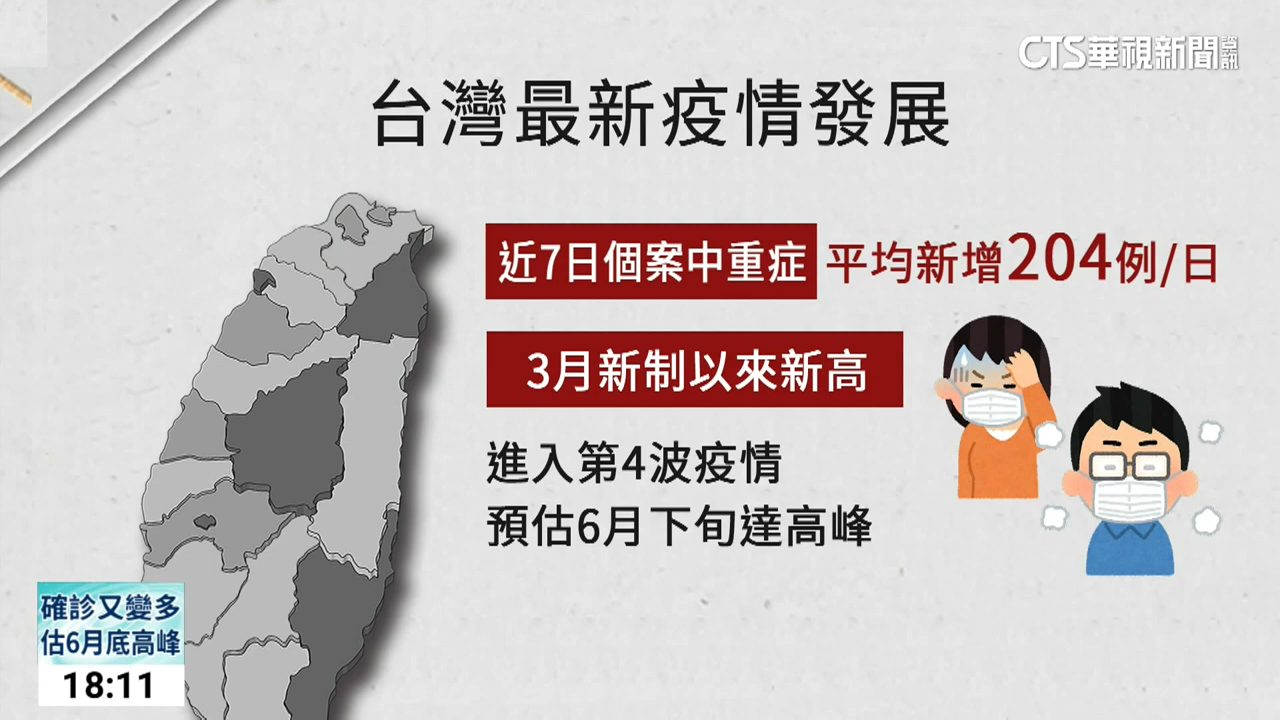 CTS華視新聞資訊
台灣最新疫情發展
近7日個案中重症 平均新增204例/日
3月新制以來新高
進入第4波疫情
預估6月下旬達高峰
確診又變多
估6月底高峰
18:11